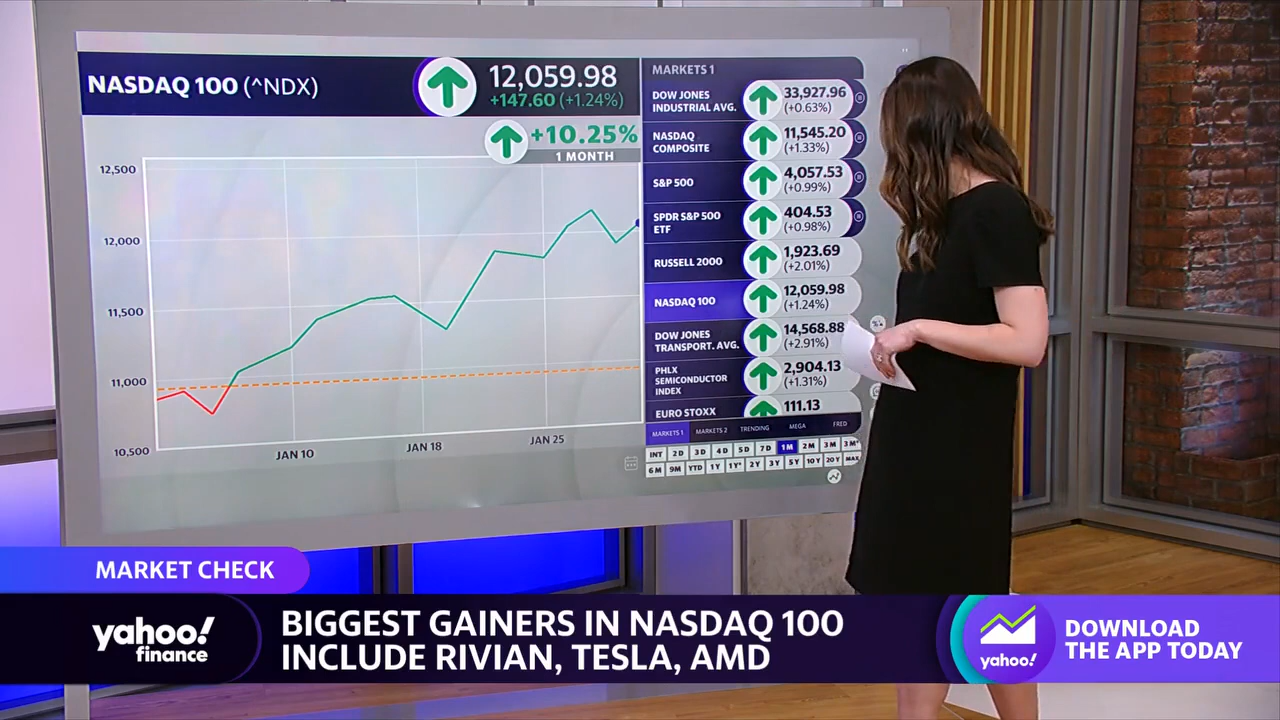 NASDAQ 100 (^NDX)
12,059.98
+147.60 (+1.24%)
+10.25%
1 MONTH
12,500
12,000
11,500
11,000
10,500
JAN 10
JAN 18
JAN 25
MARKETS 1
DOW JONES
INDUSTRIAL AVG.
33,927.96
(+0.63%)
NASDAQ
COMPOSITE
11,545.20
(+1.33%)
S&P 500
4,057.53
(+0.99%)
SPDR S&P 500
ETF
404.53
(+0.98%)
RUSSELL 2000
1,923.69
(+2.01%)
NASDAQ 100
12,059.98
(+1.24%)
DOW JONES
TRANSPORT. AVG.
14,568.88
(+2.91%)
PHLX
SEMICONDUCTOR
INDEX
2,904.13
(+1.31%)
EURO STOXX
111.13
MARKETS 1 MARKETS 2 TRENDING MEGA FRED
INT 2D 3D 4D 5D 7D 1M 2M 3M 3M*
6M 9M YTD 1Y 1Y* 2Y 3Y 5Y 10Y 20Y MAX
MARKET CHECK
yahoo!
finance
BIGGEST GAINERS IN NASDAQ 100
INCLUDE RIVIAN, TESLA, AMD
yahoo!
DOWNLOAD
THE APP TODAY